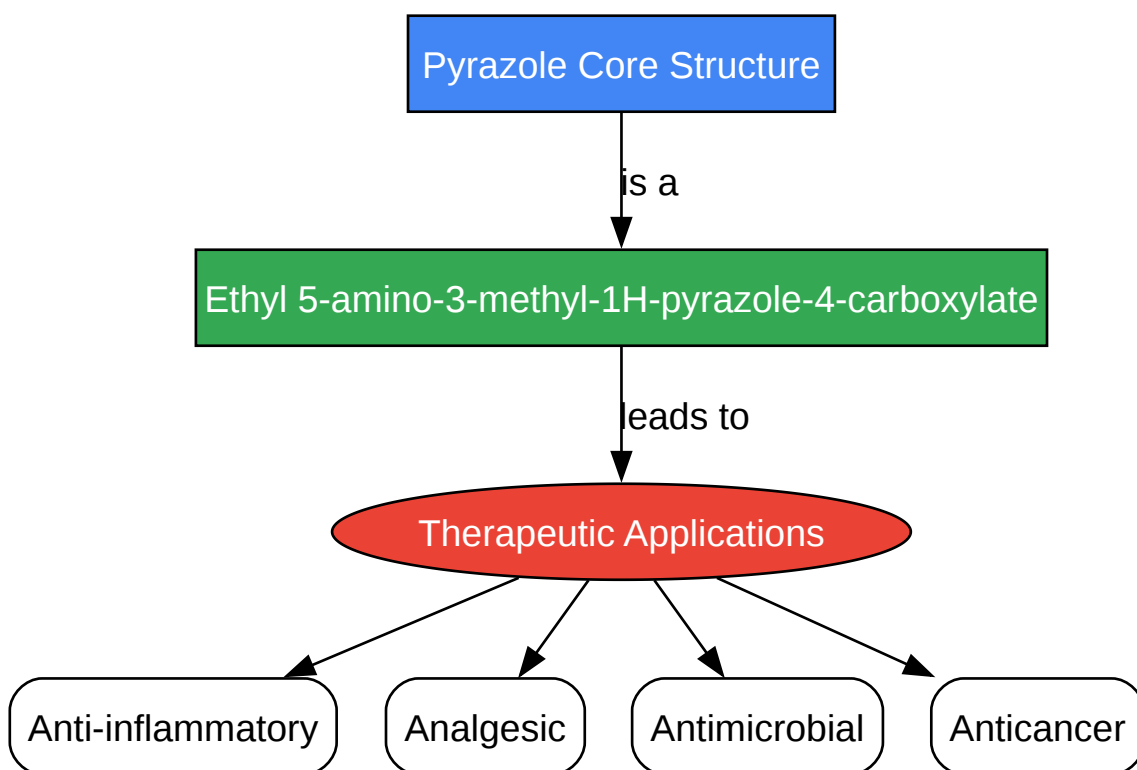 Pyrazole Core Structure
is a
Ethyl 5-amino-3-methyl-1H-pyrazole-4-carboxylate
leads to
Therapeutic Applications
Anti-inflammatory
Analgesic
Antimicrobial
Anticancer